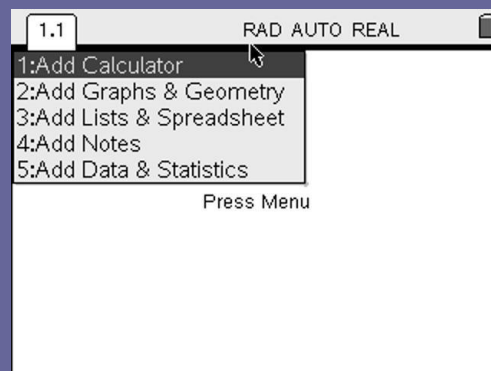 1.1 RAD AUTO REAL
1:Add Calculator
2:Add Graphs & Geometry
3:Add Lists & Spreadsheet
4:Add Notes
5:Add Data & Statistics
Press Menu